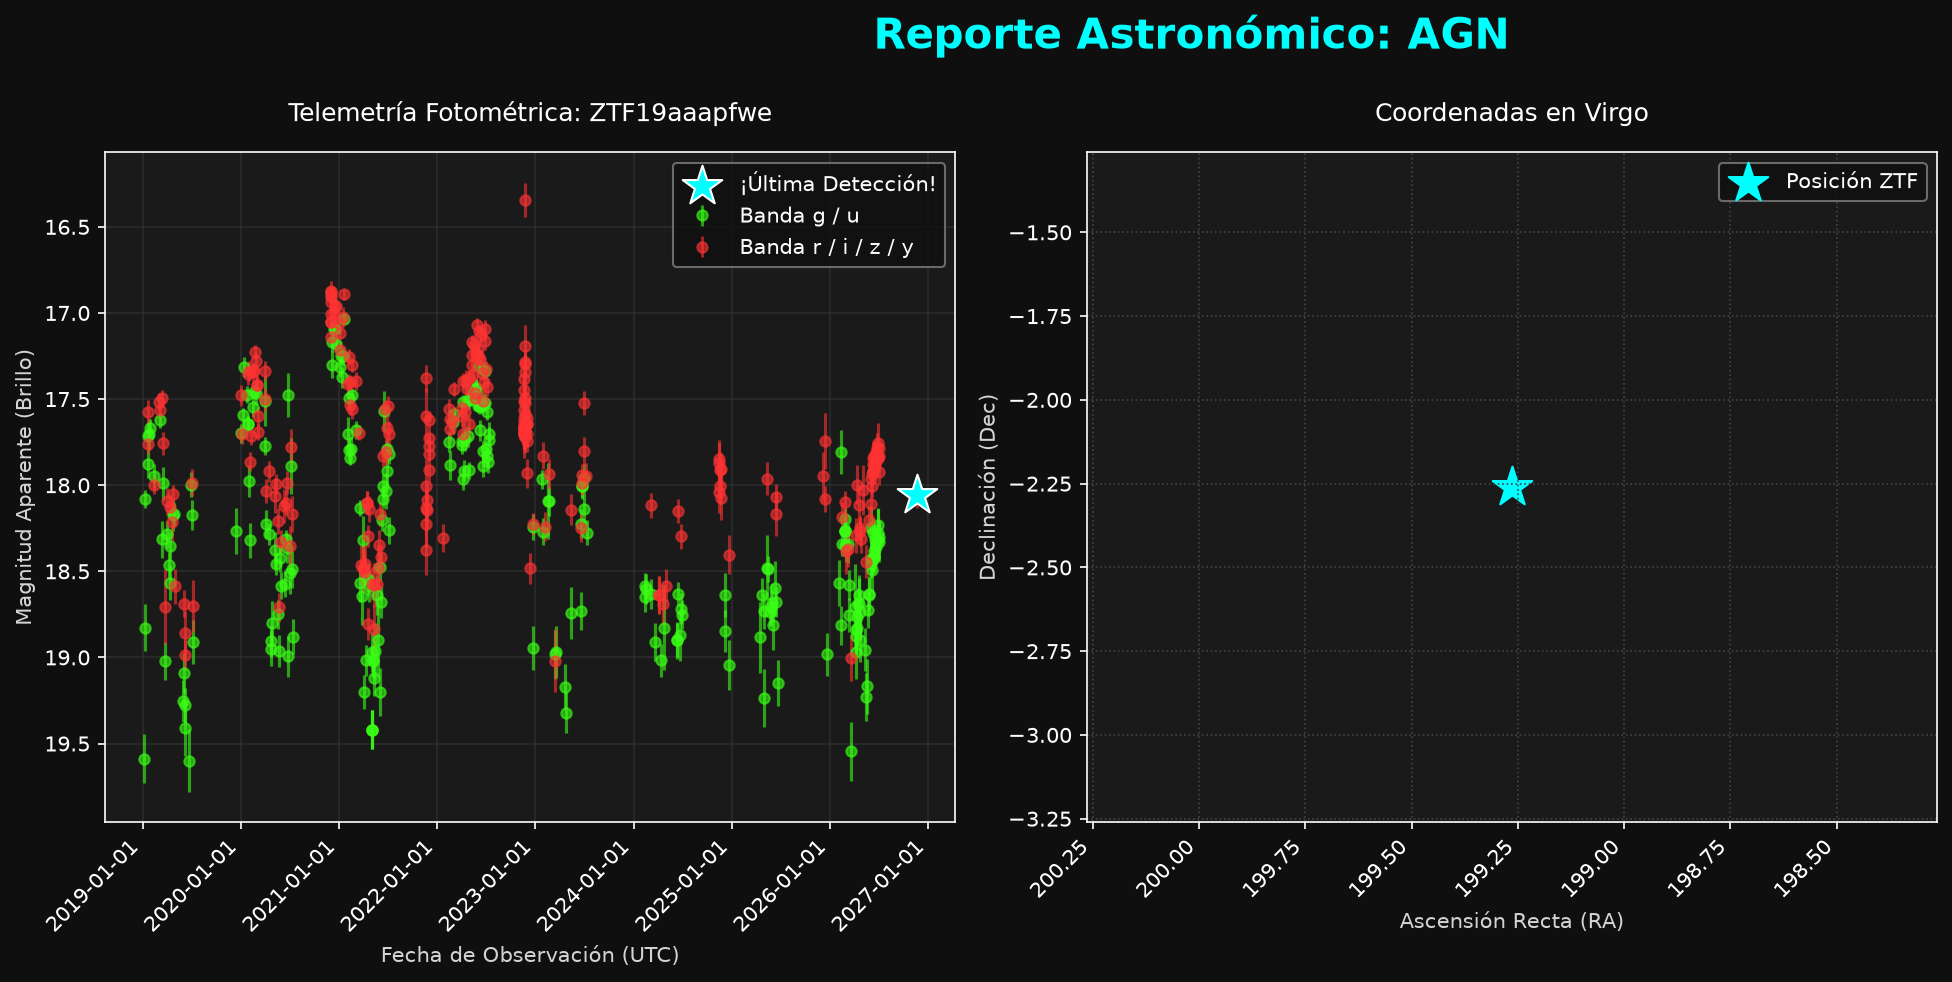 Reporte Astronómico: AGN
Telemetría Fotométrica: ZTF19aaapfwe
¡Última Detección!
Banda g / u
Banda r / i / z / y
Magnitud Aparente (Brillo)
16.5
17.0
17.5
18.0
18.5
19.0
19.5
2019-01-01
2020-01-01
2021-01-01
2022-01-01
2023-01-01
2024-01-01
2025-01-01
2026-01-01
2027-01-01
Fecha de Observación (UTC)
Coordenadas en Virgo
Posición ZTF
Declinación (Dec)
−1.50
−1.75
−2.00
−2.25
−2.50
−2.75
−3.00
−3.25
200.25
200.00
199.75
199.50
199.25
199.00
198.75
198.50
Ascensión Recta (RA)